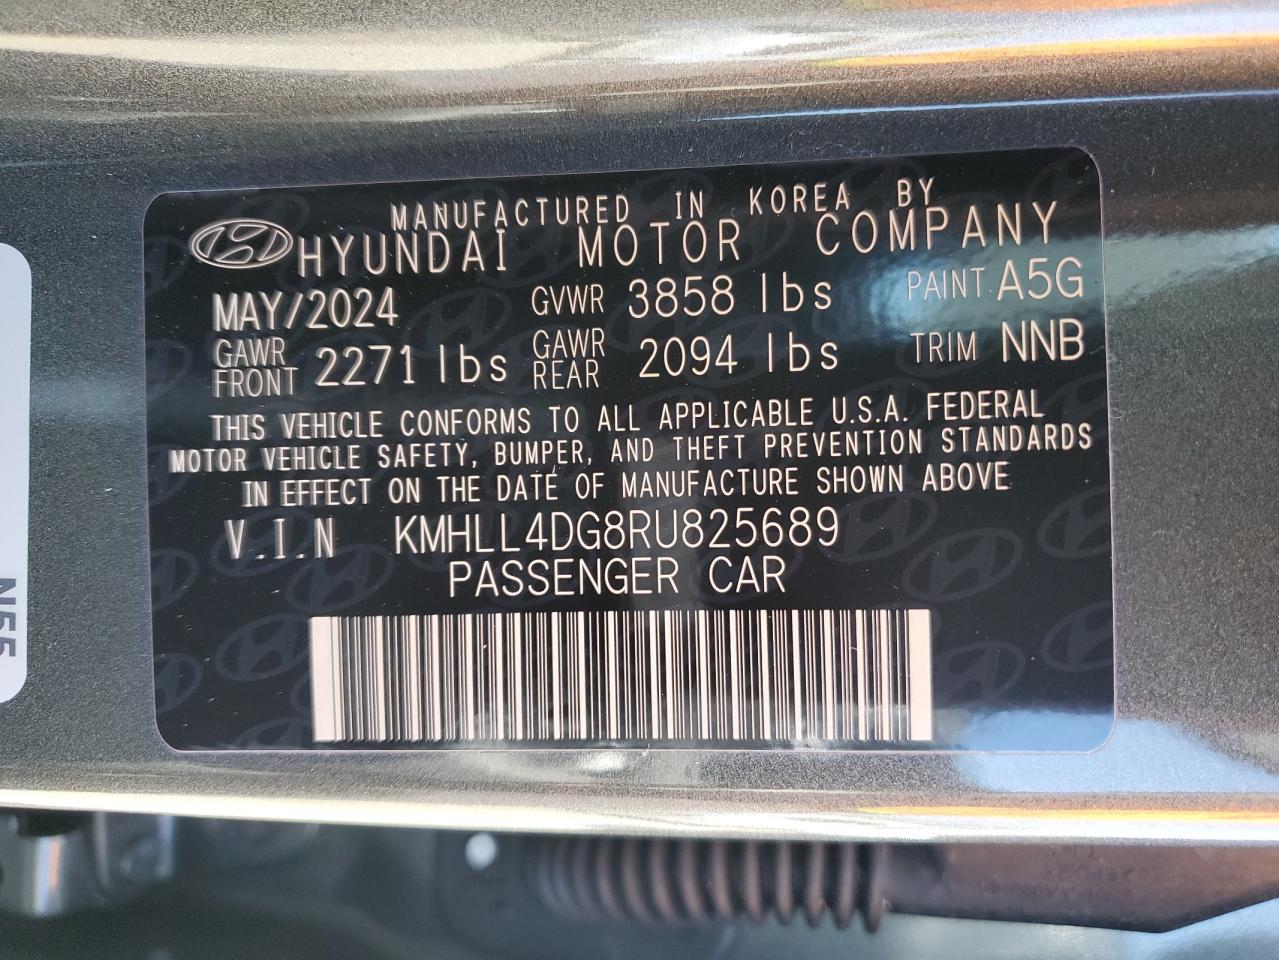 MANUFACTURED IN KOREA BY
HYUNDAI MOTOR COMPANY
MAY/2024 GVWR 3858 lbs PAINT A5G
GAWR FRONT 2271 lbs GAWR REAR 2094 lbs TRIM NNB
THIS VEHICLE CONFORMS TO ALL APPLICABLE U.S.A. FEDERAL
MOTOR VEHICLE SAFETY, BUMPER, AND THEFT PREVENTION STANDARDS
IN EFFECT ON THE DATE OF MANUFACTURE SHOWN ABOVE
V.I.N KMHLL4DG8RU825689
PASSENGER CAR
N55